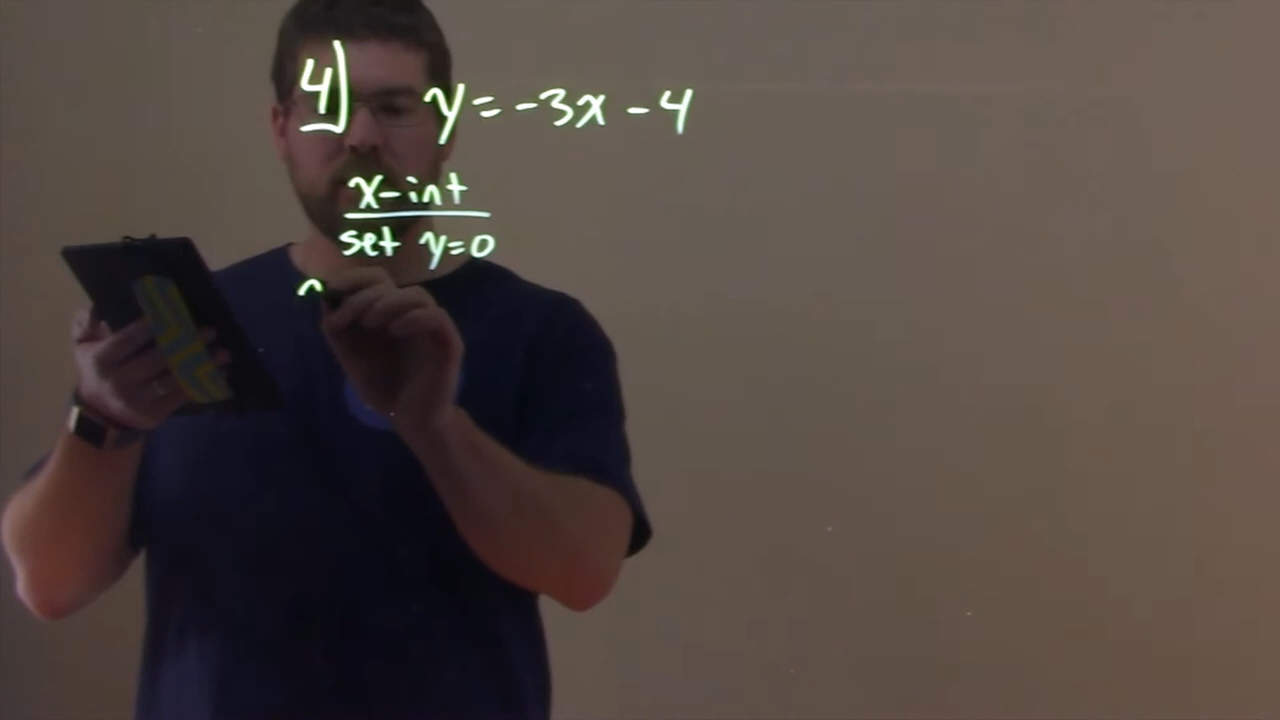 4) y = -3x - 4
x-int
set y=0